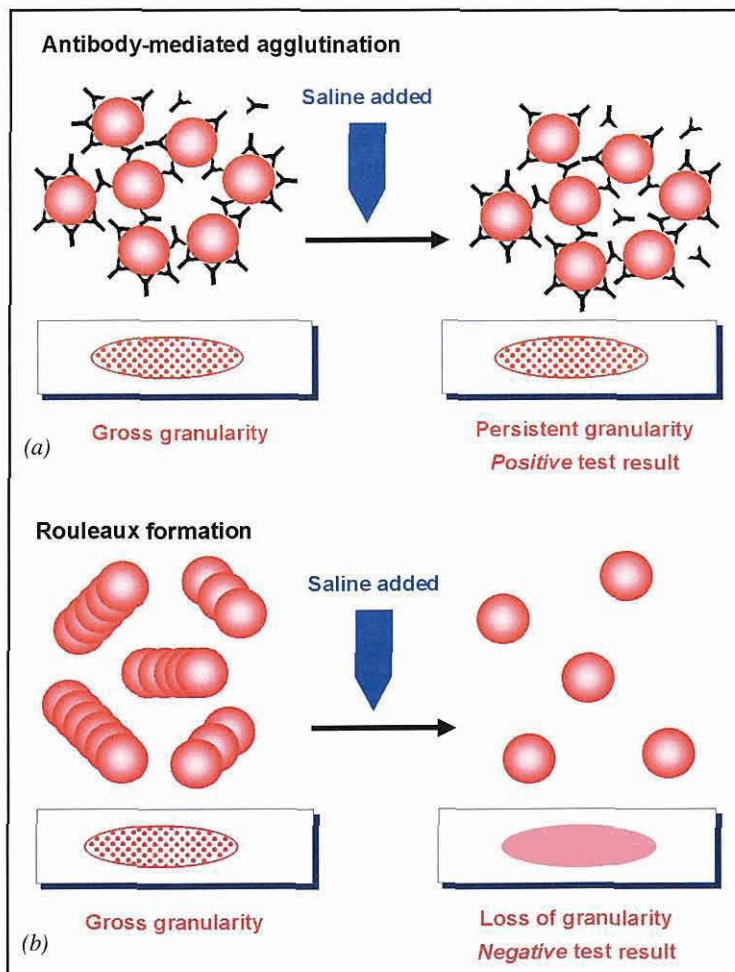 Antibody-mediated agglutination
Saline added
Gross granularity
Persistent granularity
Positive test result
(a)
Rouleaux formation
Saline added
Gross granularity
Loss of granularity
Negative test result
(b)